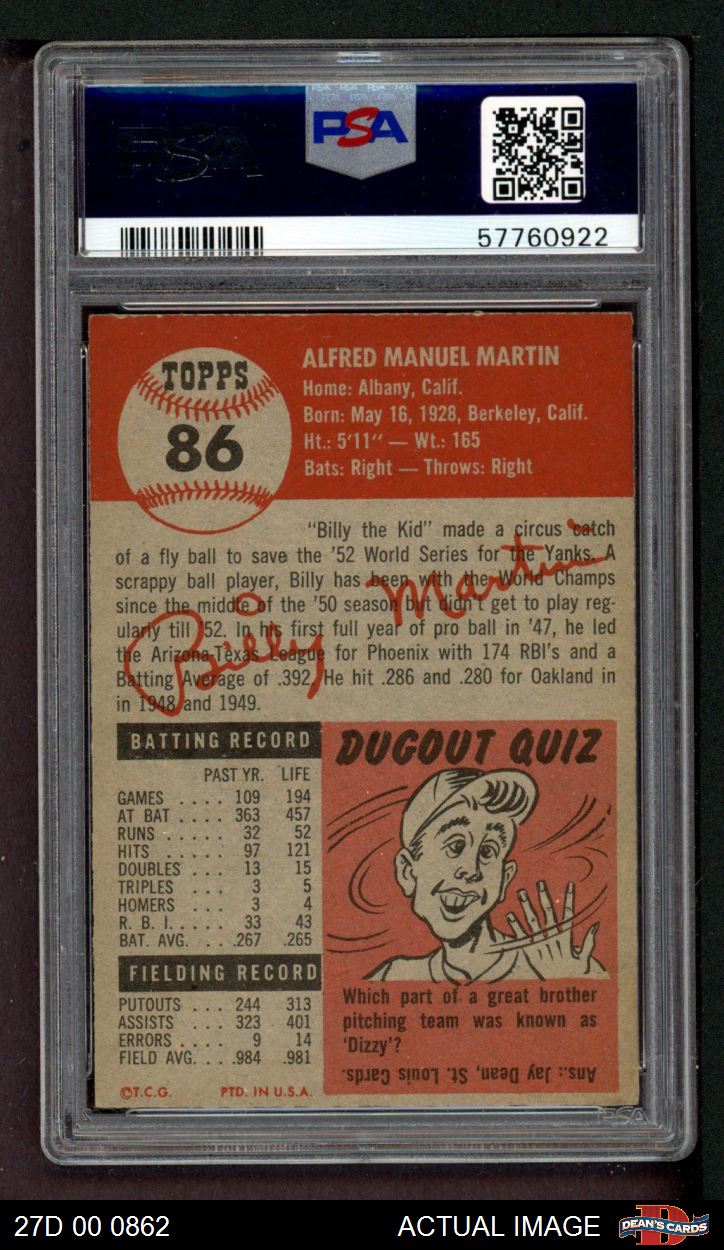 PSA
PSA
57760922
TOPPS
86
ALFRED MANUEL MARTIN
Home: Albany, Calif.
Born: May 16, 1928, Berkeley, Calif.
Ht.: 5'11" — Wt.: 165
Bats: Right — Throws: Right
"Billy the Kid" made a circus catch
of a fly ball to save the '52 World Series for the Yanks. A
scrappy ball player, Billy has been with the World Champs
since the middle of the '50 season but didn't get to play reg-
ularly till '52. In his first full year of pro ball in '47, he led
the Arizona-Texas League for Phoenix with 174 RBI's and a
Batting Average of .392. He hit .286 and .280 for Oakland in
in 1948 and 1949.
Billy Martin
BATTING RECORD
PAST YR. LIFE
GAMES .... 109 194
AT BAT .... 363 457
RUNS ..... 32 52
HITS ..... 97 121
DOUBLES ... 13 15
TRIPLES ... 3 5
HOMERS ... 3 4
R. B. I. .... 33 43
BAT. AVG. ... .267 .265
FIELDING RECORD
PUTOUTS ... 244 313
ASSISTS ... 323 401
ERRORS ... 9 14
FIELD AVG. ... .984 .981
©T.C.G. PTD. IN U.S.A.
DUGOUT QUIZ
Which part of a great brother
pitching team was known as
'Dizzy'?
Ans.: Jay Dean, St. Louis Cards.
PSA
27D 00 0862 ACTUAL IMAGE DEAN'S CARDS